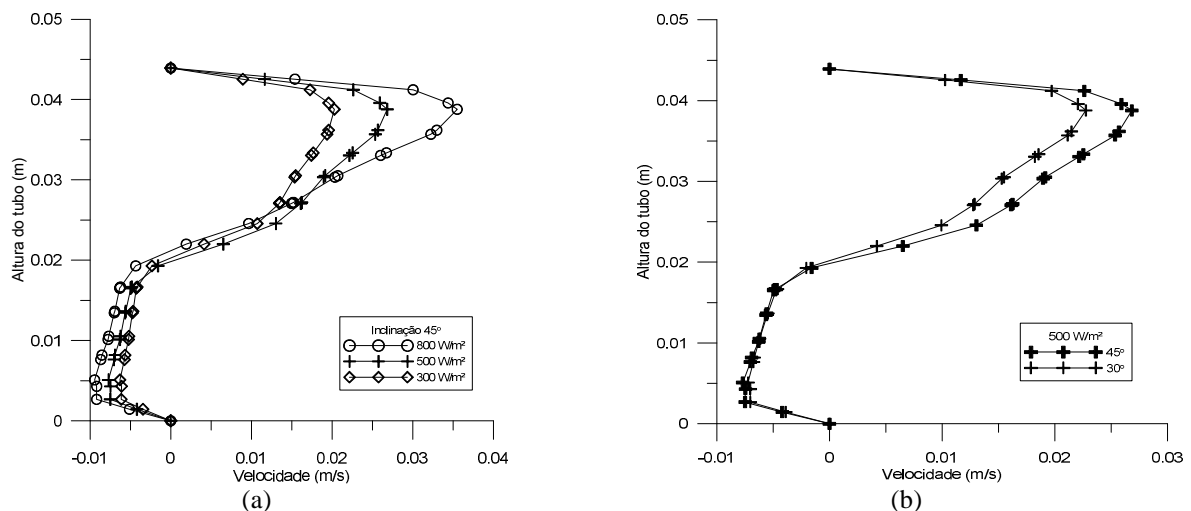 0.05
0.04
0.03
0.02
0.01
0
Altura do tubo (m)
-0.01 0 0.01 0.02 0.03 0.04
Velocidade (m/s)
Inclinação 45º
800 W/m²
500 W/m²
300 W/m²
(a)
0.05
0.04
0.03
0.02
0.01
0
Altura do tubo (m)
-0.01 0 0.01 0.02 0.03
Velocidade (m/s)
500 W/m²
45º
30º
(b)